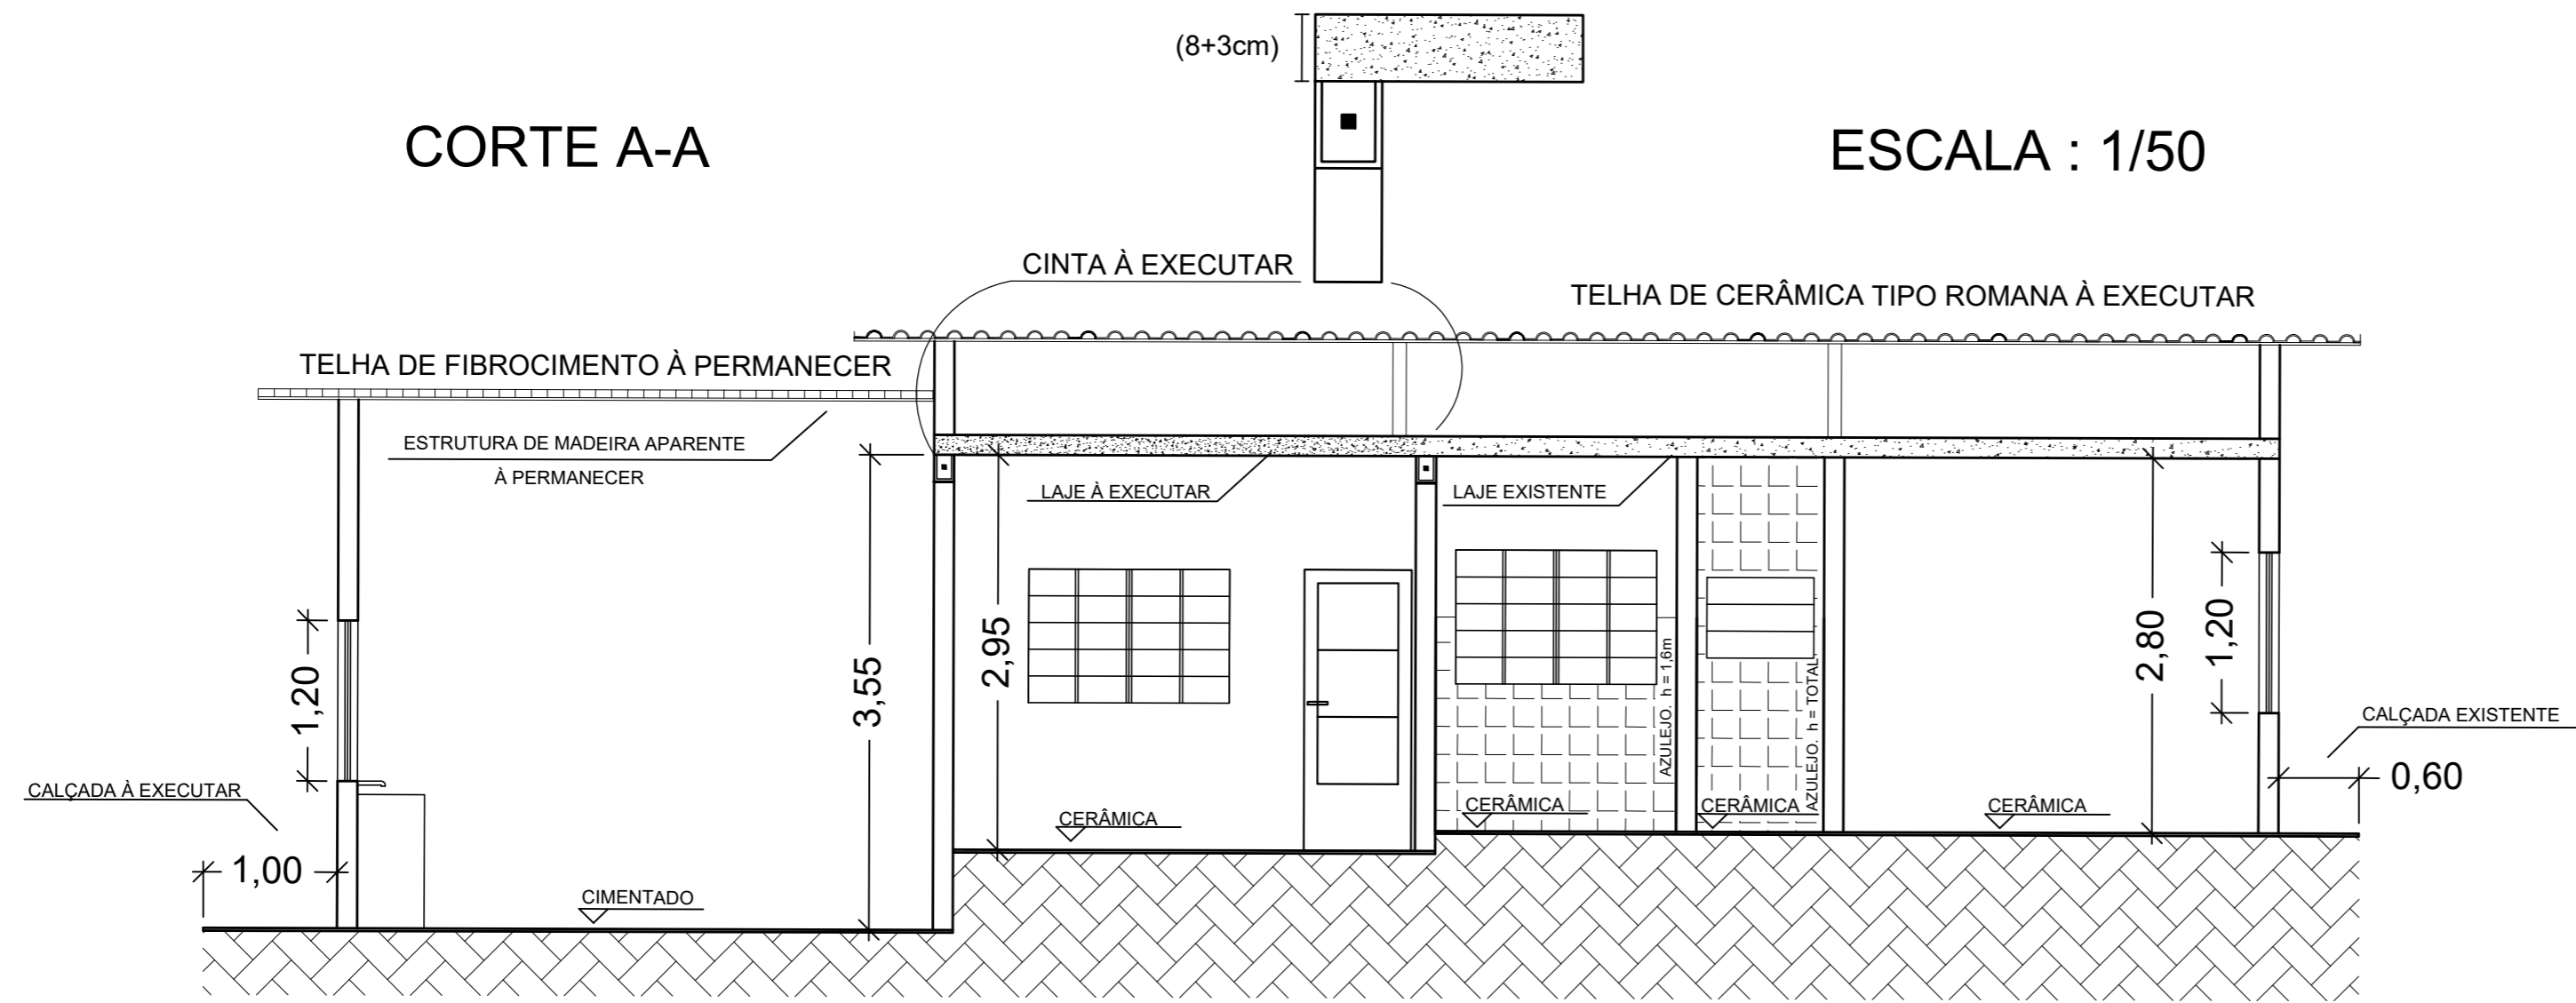 (8+3cm)
CORTE A-A
ESCALA : 1/50
CINTA À EXECUTAR
TELHA DE CERÂMICA TIPO ROMANA À EXECUTAR
TELHA DE FIBROCIMENTO À PERMANECER
ESTRUTURA DE MADEIRA APARENTE
À PERMANECER
LAJE À EXECUTAR
LAJE EXISTENTE
1,20
3,55
2,95
AZULEJO. h = 1,6m
AZULEJO. h = TOTAL
2,80
1,20
CALÇADA EXISTENTE
0,60
CALÇADA À EXECUTAR
CERÂMICA
CERÂMICA
CERÂMICA
CERÂMICA
1,00
CIMENTADO